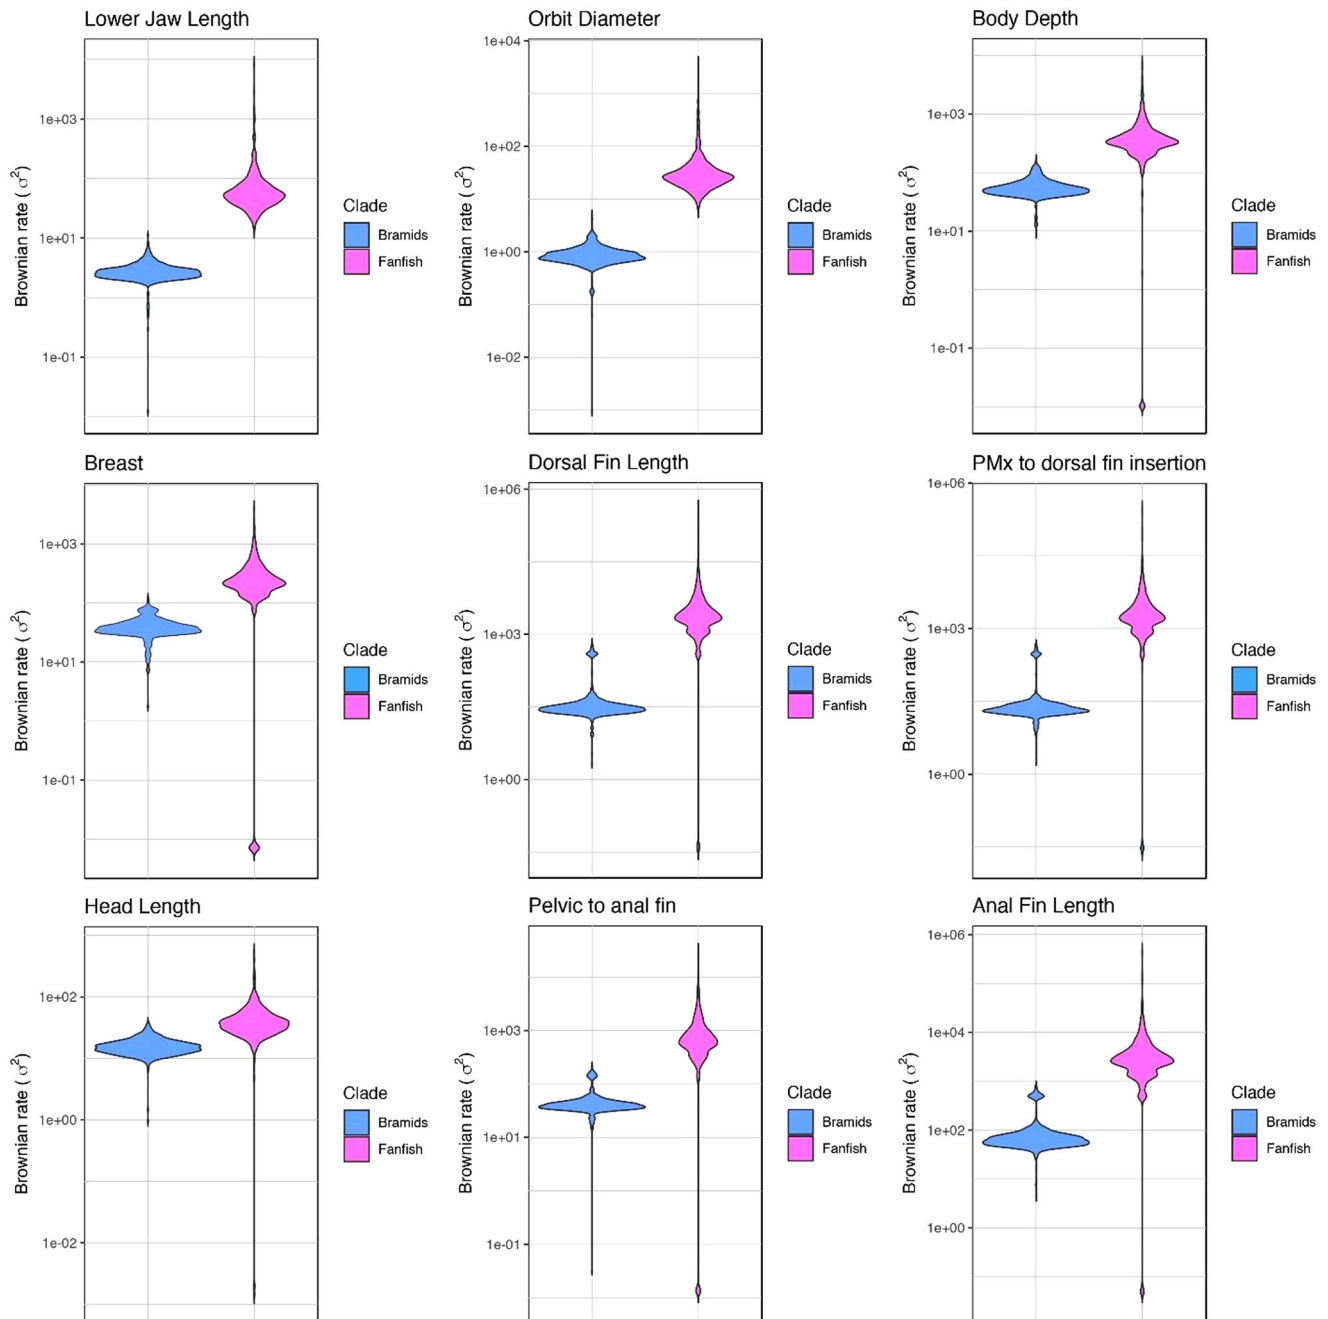 Lower Jaw Length
Orbit Diameter
Body Depth
Brownian rate ( σ²)
1e+03
1e+01
1e-01
Clade
Bramids
Fanfish
Brownian rate ( σ²)
1e+04
1e+02
1e+00
1e-02
Clade
Bramids
Fanfish
Brownian rate ( σ²)
1e+03
1e+01
1e-01
Clade
Bramids
Fanfish
Breast
Dorsal Fin Length
PMx to dorsal fin insertion
Brownian rate ( σ²)
1e+03
1e+01
1e-01
Clade
Bramids
Fanfish
Brownian rate ( σ²)
1e+06
1e+03
1e+00
Clade
Bramids
Fanfish
Brownian rate ( σ²)
1e+06
1e+03
1e+00
Clade
Bramids
Fanfish
Head Length
Pelvic to anal fin
Anal Fin Length
Brownian rate ( σ²)
1e+02
1e+00
1e-02
Clade
Bramids
Fanfish
Brownian rate ( σ²)
1e+03
1e+01
1e-01
Clade
Bramids
Fanfish
Brownian rate ( σ²)
1e+06
1e+04
1e+02
1e+00
Clade
Bramids
Fanfish